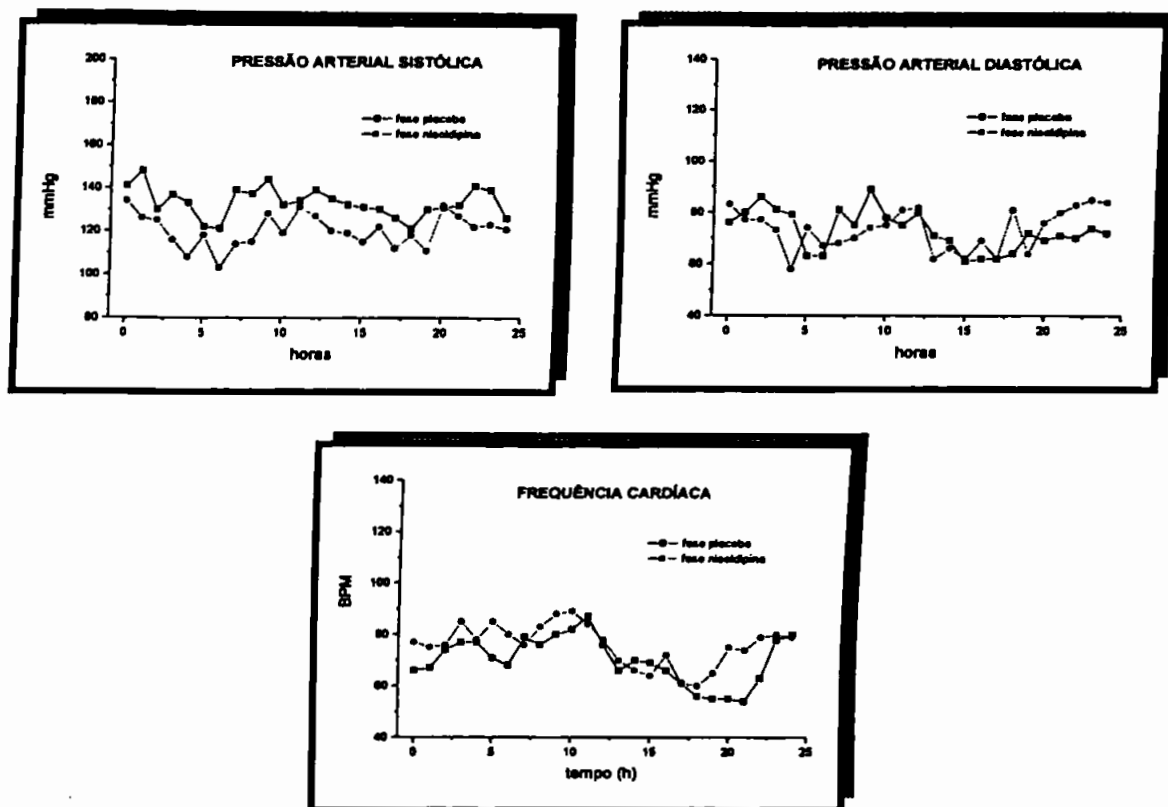 PRESSÃO ARTERIAL SISTÓLICA
fase placebo
fase nisoldipina
mmHg
200
180
160
140
120
100
80
0
5
10
15
20
25
horas
PRESSÃO ARTERIAL DIASTÓLICA
fase placebo
fase nisoldipina
mmHg
140
120
100
80
60
40
0
5
10
15
20
25
horas
FREQUÊNCIA CARDÍACA
fase placebo
fase nisoldipina
BPM
140
120
100
80
60
40
0
5
10
15
20
25
tempo (h)